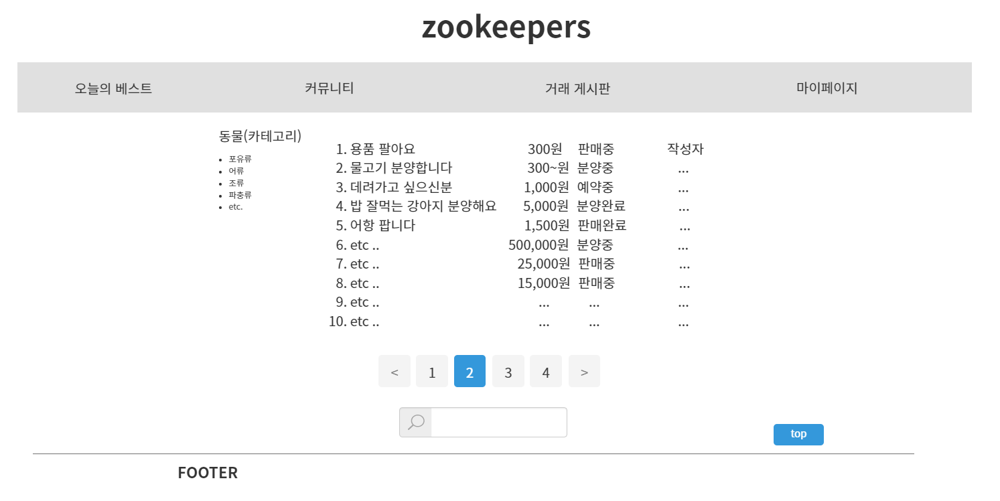 zookeepers
오늘의 베스트 커뮤니티 거래 게시판 마이페이지
동물(카테고리)
포유류
어류
조류
파충류
etc.
1. 용품 팔아요 300원 판매중 작성자
2. 물고기 분양합니다 300~원 분양중 ...
3. 데려가고 싶으신분 1,000원 예약중 ...
4. 밥 잘먹는 강아지 분양해요 5,000원 분양완료 ...
5. 어항 팝니다 1,500원 판매완료 ...
6. etc .. 500,000원 분양중 ...
7. etc .. 25,000원 판매중 ...
8. etc .. 15,000원 판매중 ...
9. etc .. ... ... ...
10. etc .. ... ... ...
< 1 2 3 4 >
top
FOOTER